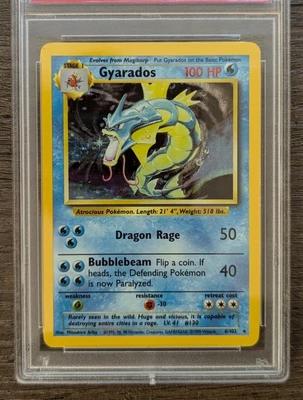 STAGE 1
Evolves from Magikarp Put Gyarados on the Basic Pokémon
Gyarados 100 HP
Atrocious Pokémon. Length: 21' 4", Weight: 518 lbs.
Dragon Rage 50
Bubblebeam Flip a coin. If
heads, the Defending Pokémon
is now Paralyzed. 40
weakness resistance retreat cost
-30
Rarely seen in the wild. Huge and vicious, it is capable of
destroying entire cities in a rage. LV. 41 #130
Illus. Mitsuhiro Arita 6/102